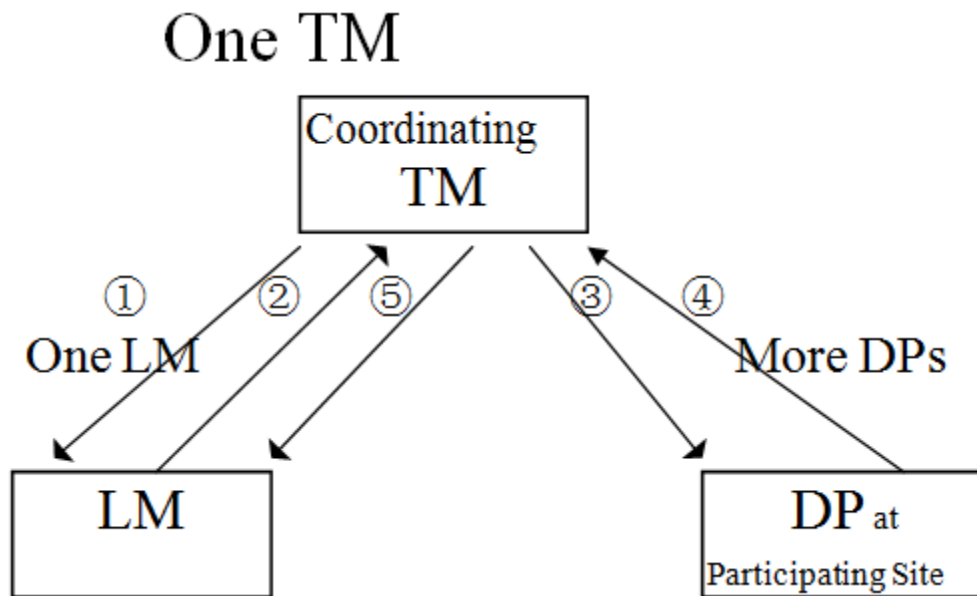 One TM
Coordinating
TM
① ② ⑤ ③ ④
One LM
More DPs
LM
DP at
Participating Site